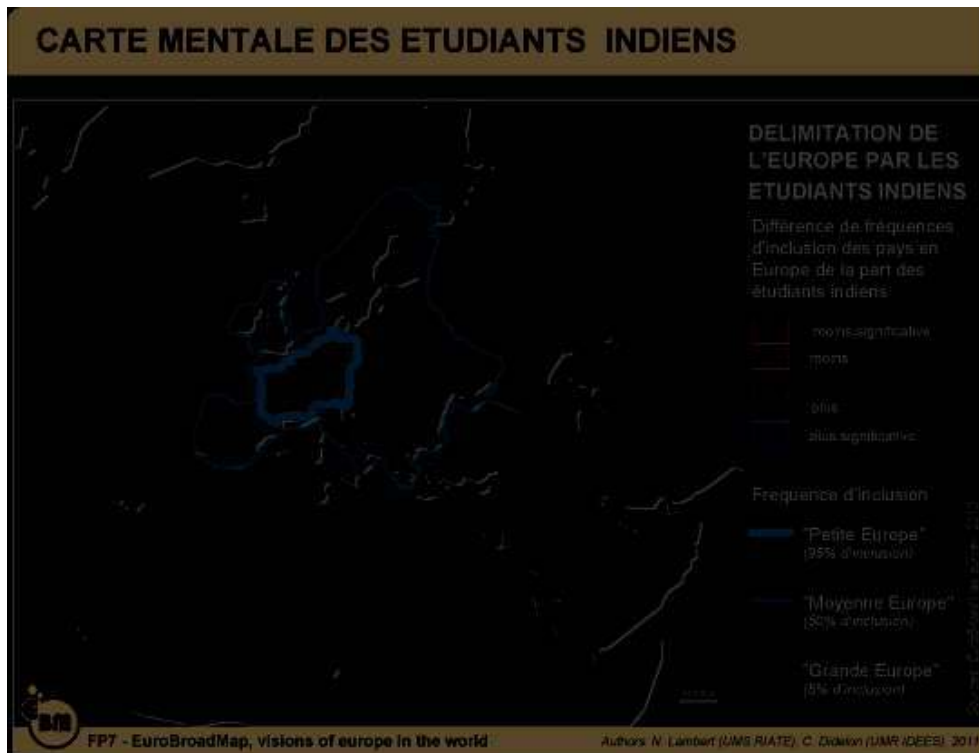 CARTE MENTALE DES ETUDIANTS INDIENS
DELIMITATION DE
L'EUROPE PAR LES
ETUDIANTS INDIENS
Différence de fréquences
d'inclusion des pays en
Europe de la part des
étudiants indiens
moins significative
moins
plus
plus significative
Frequence d'inclusion
"Petite Europe"
(95% d'inclusion)
"Moyenne Europe"
(50% d'inclusion)
"Grande Europe"
(5% d'inclusion)
FP7 - EuroBroadMap, visions of europe in the world
Authors: N. Lambert (UMS RIATE), C. Didelon (UMR IDEES)